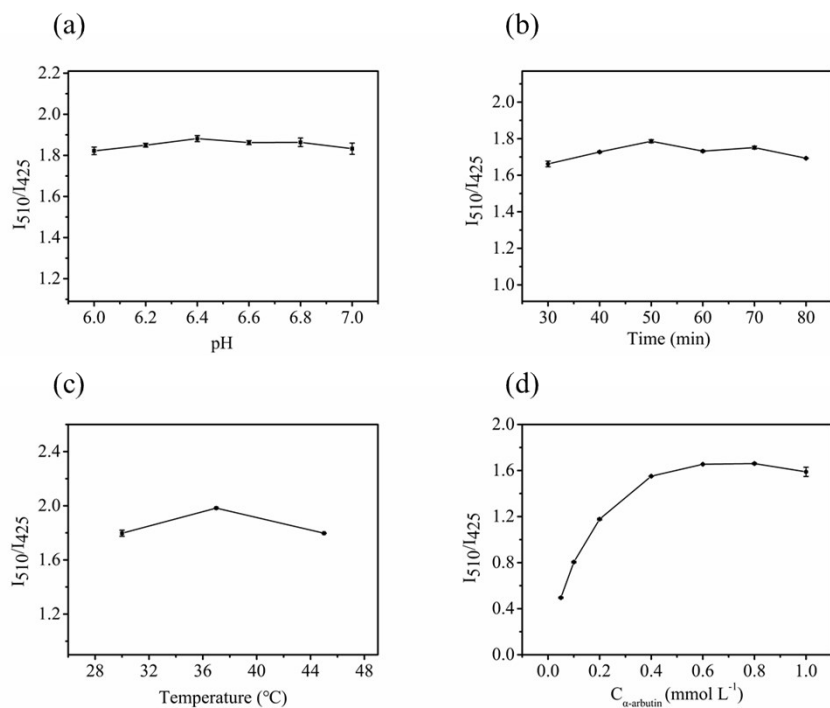 (a)
I510/I425
2.2
2.0
1.8
1.6
1.4
1.2
6.0 6.2 6.4 6.6 6.8 7.0
pH
(b)
I510/I425
2.0
1.8
1.6
1.4
1.2
1.0
30 40 50 60 70 80
Time (min)
(c)
I510/I425
2.4
2.0
1.6
1.2
28 32 36 40 44 48
Temperature (°C)
(d)
I510/I425
2.0
1.6
1.2
0.8
0.4
0.0 0.2 0.4 0.6 0.8 1.0
Cα-arbutin (mmol L-1)